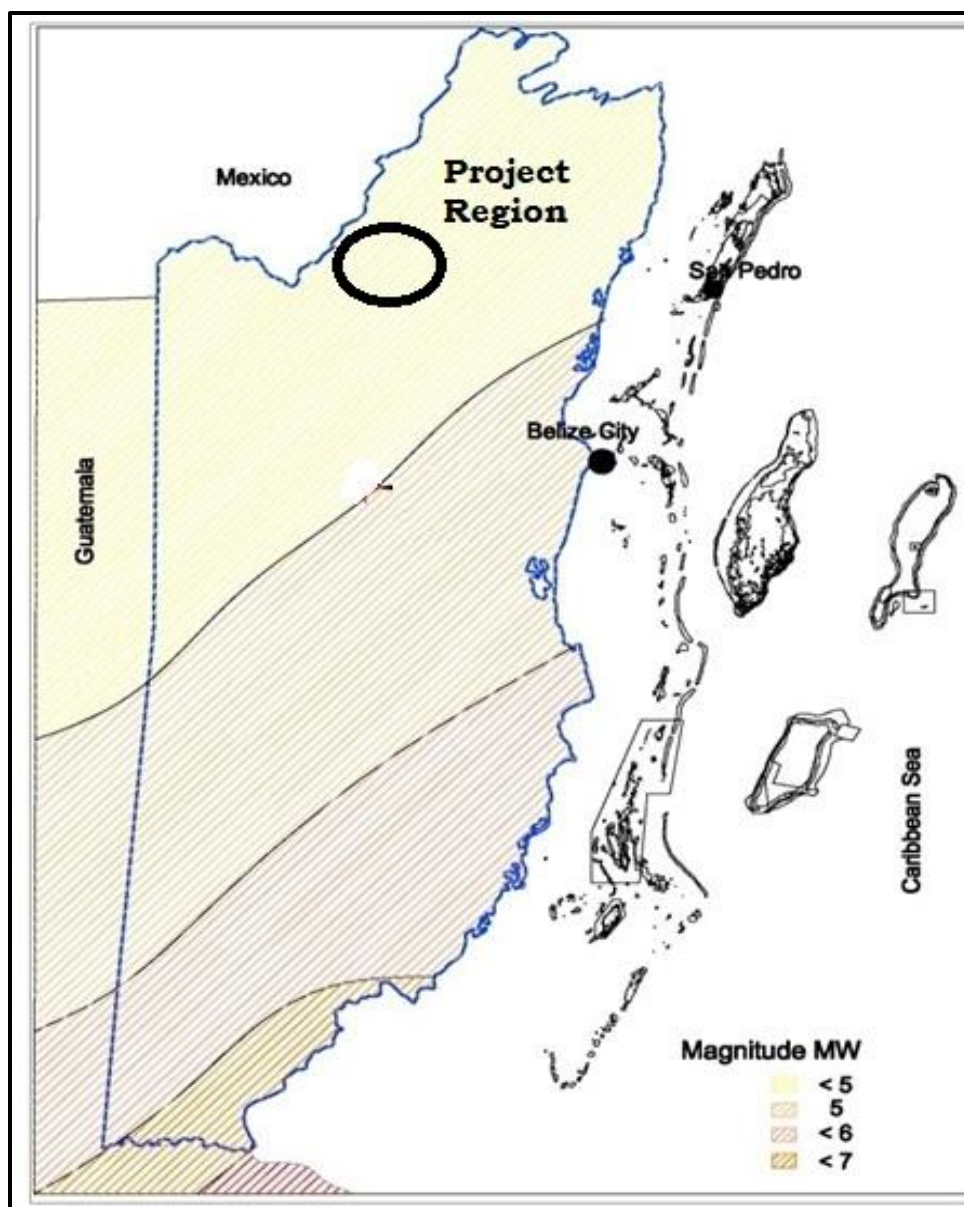 Mexico
Project
Region
San Pedro
Belize City
Guatemala
Caribbean Sea
Magnitude MW
< 5
5
< 6
< 7